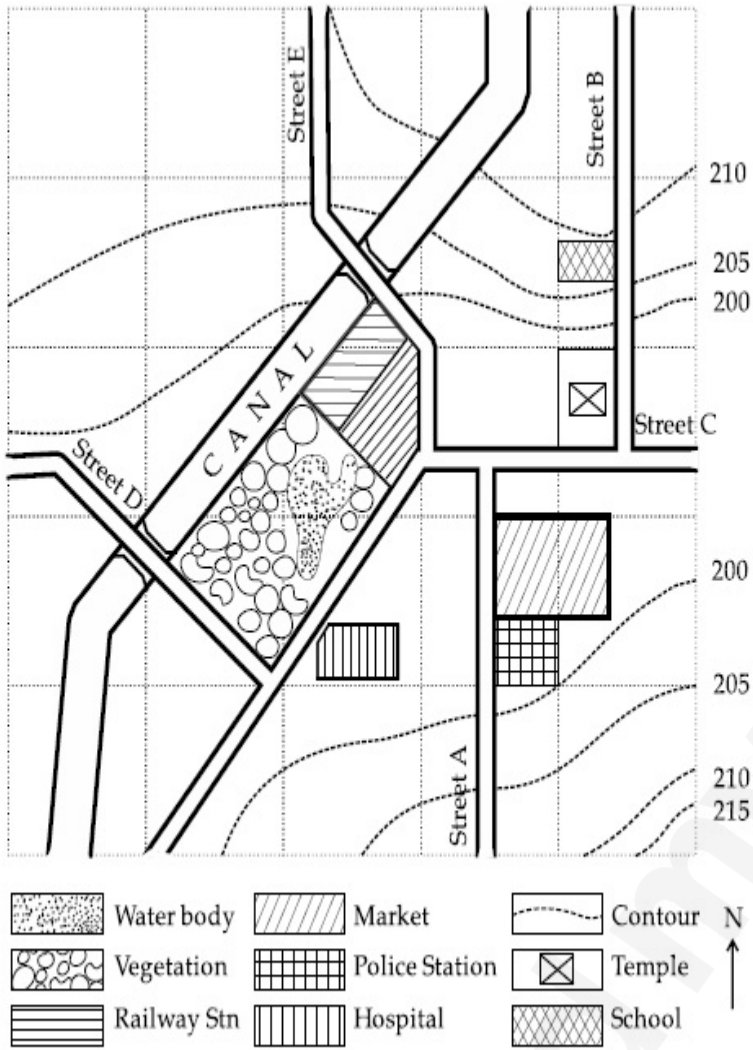 Street E
Street B
210
205
200
CANAL
Street C
Street D
200
205
210
215
Street A
Water body
Market
Contour
N
Vegetation
Police Station
Temple
Railway Stn
Hospital
School